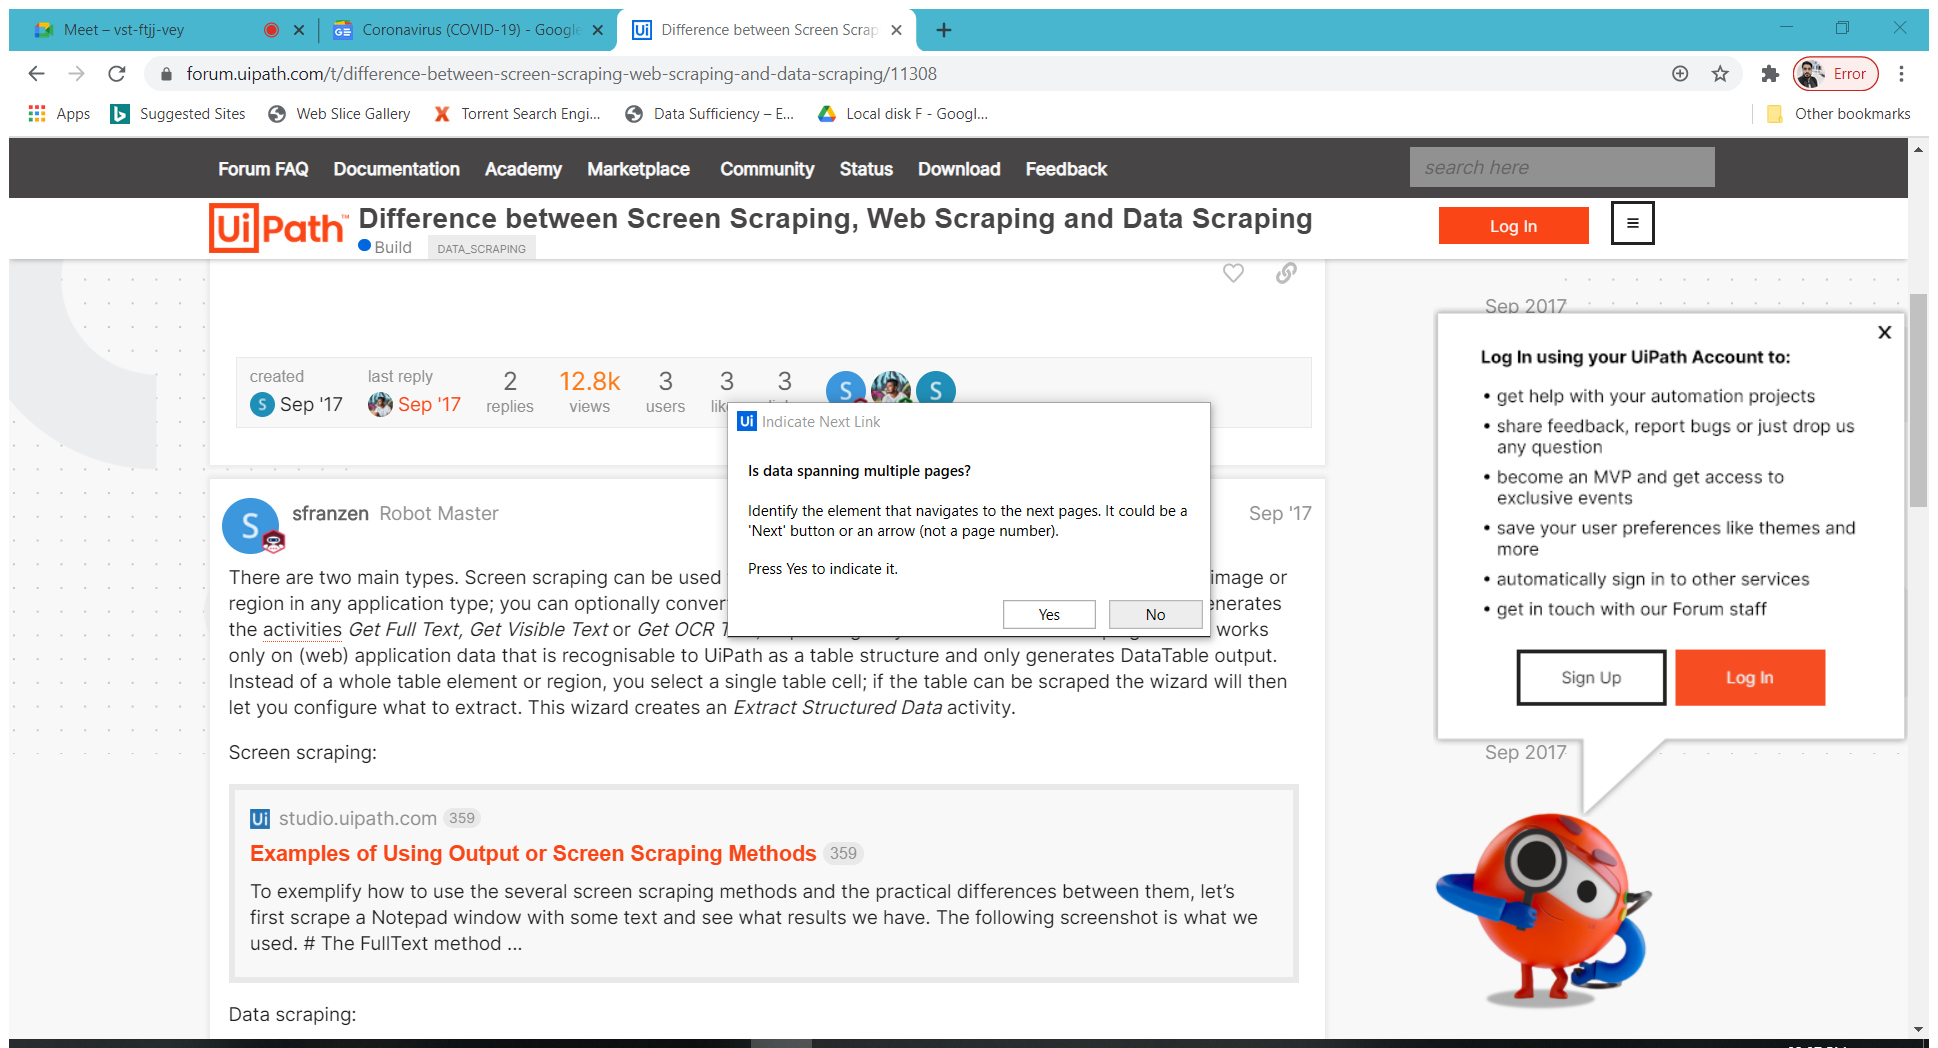 Meet – vst-ftjj-vey
Coronavirus (COVID-19) - Google
Difference between Screen Scrap
forum.uipath.com/t/difference-between-screen-scraping-web-scraping-and-data-scraping/11308
Error
Apps
Suggested Sites
Web Slice Gallery
Torrent Search Engi...
Data Sufficiency – E...
Local disk F - Googl...
Other bookmarks
Forum FAQ Documentation Academy Marketplace Community Status Download Feedback
search here
UiPath™
Difference between Screen Scraping, Web Scraping and Data Scraping
Build DATA_SCRAPING
Log In
Sep 2017
created last reply
S Sep '17 Sep '17
2 12.8k 3 3 3
replies views users
S S
Ui Indicate Next Link
Is data spanning multiple pages?
Identify the element that navigates to the next pages. It could be a
'Next' button or an arrow (not a page number).
Press Yes to indicate it.
Yes No
S sfranzen Robot Master Sep '17
There are two main types. Screen scraping can be used image or
region in any application type; you can optionally
the activities Get Full Text, Get Visible Text or Get OCR works
only on (web) application data that is recognisable to UiPath as a table structure and only generates DataTable output.
Instead of a whole table element or region, you select a single table cell; if the table can be scraped the wizard will then
let you configure what to extract. This wizard creates an Extract Structured Data activity.
Screen scraping:
Ui studio.uipath.com 359
Examples of Using Output or Screen Scraping Methods 359
To exemplify how to use the several screen scraping methods and the practical differences between them, let's
first scrape a Notepad window with some text and see what results we have. The following screenshot is what we
used. # The FullText method ...
Data scraping:
X
Log In using your UiPath Account to:
• get help with your automation projects
• share feedback, report bugs or just drop us
any question
• become an MVP and get access to
exclusive events
• save your user preferences like themes and
more
• automatically sign in to other services
• get in touch with our Forum staff
Sign Up Log In
Sep 2017